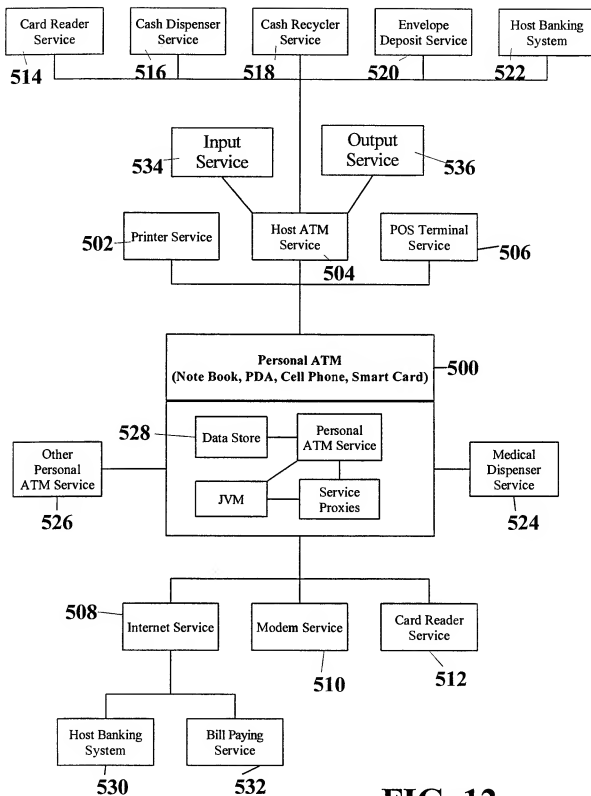 Card Reader
Service
Cash Dispenser
Service
Cash Recycler
Service
Envelope
Deposit Service
Host Banking
System
514
516
518
520
522
Input
Service
Output
Service
534
536
502
Printer Service
Host ATM
Service
504
POS Terminal
Service
506
Personal ATM
(Note Book, PDA, Cell Phone, Smart Card)
500
528
Data Store
Personal
ATM Service
JVM
Service
Proxies
Other
Personal
ATM Service
526
Medical
Dispenser
Service
524
508
Internet Service
Modem Service
510
Card Reader
Service
512
Host Banking
System
530
Bill Paying
Service
532
FIG. 12